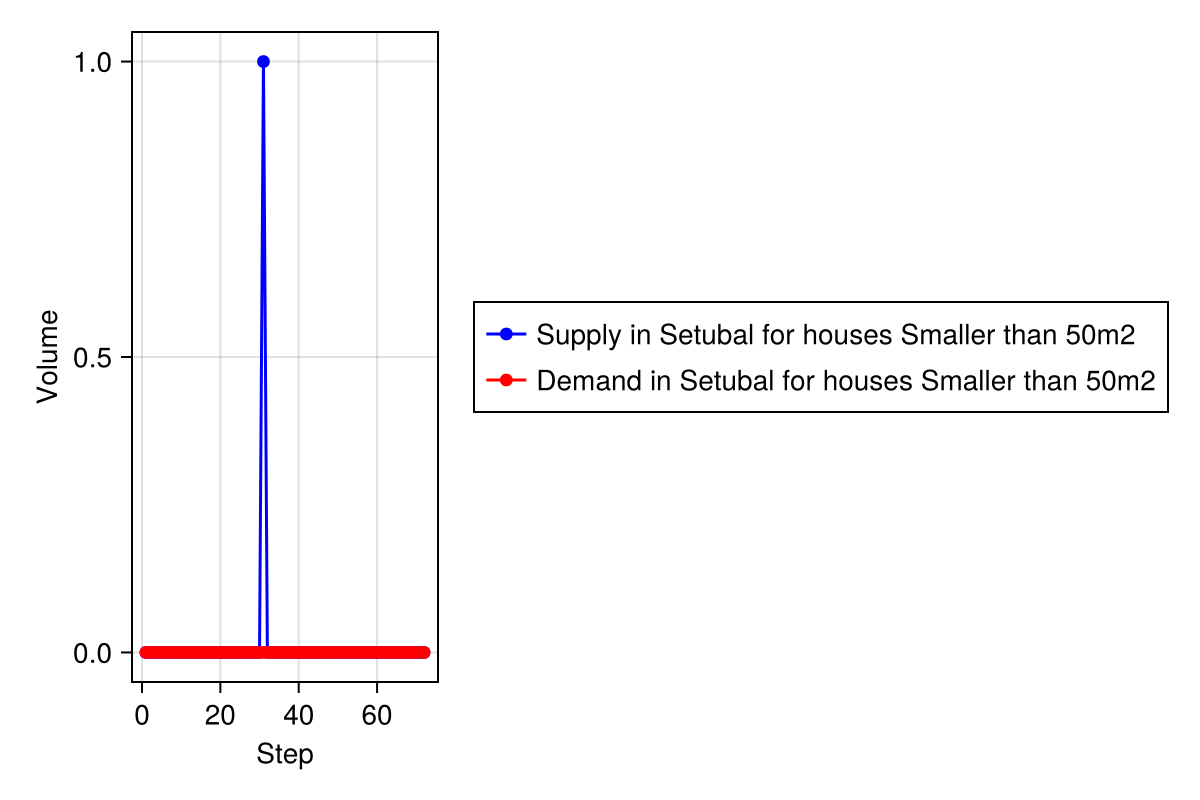 1.0
0.5
0.0
Volume
0 20 40 60
Step
Supply in Setubal for houses Smaller than 50m2
Demand in Setubal for houses Smaller than 50m2